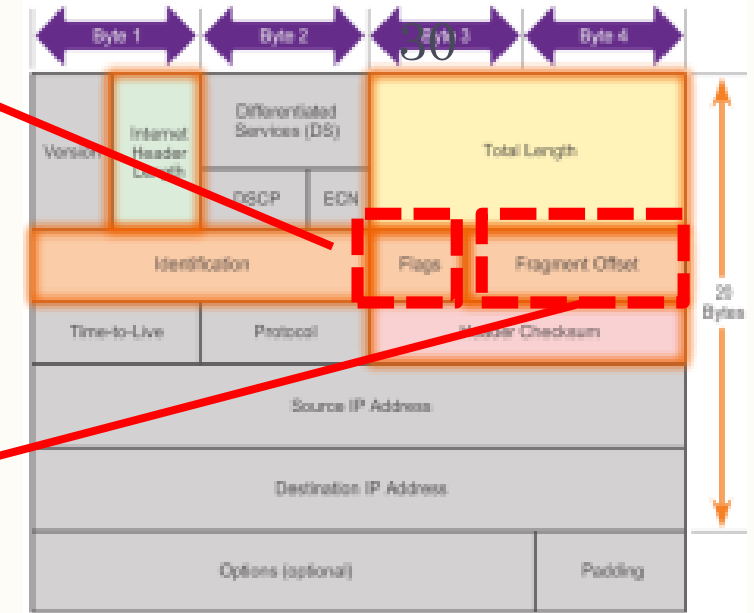 Byte 1 Byte 2 Byte 3 Byte 4
30
Version
Internet
Header
Length
Differentiated
Services (DS)
DSCP ECN
Total Length
Identification Flags Fragment Offset
Time-to-Live Protocol Header Checksum
Source IP Address
Destination IP Address
Options (optional) Padding
20
Bytes